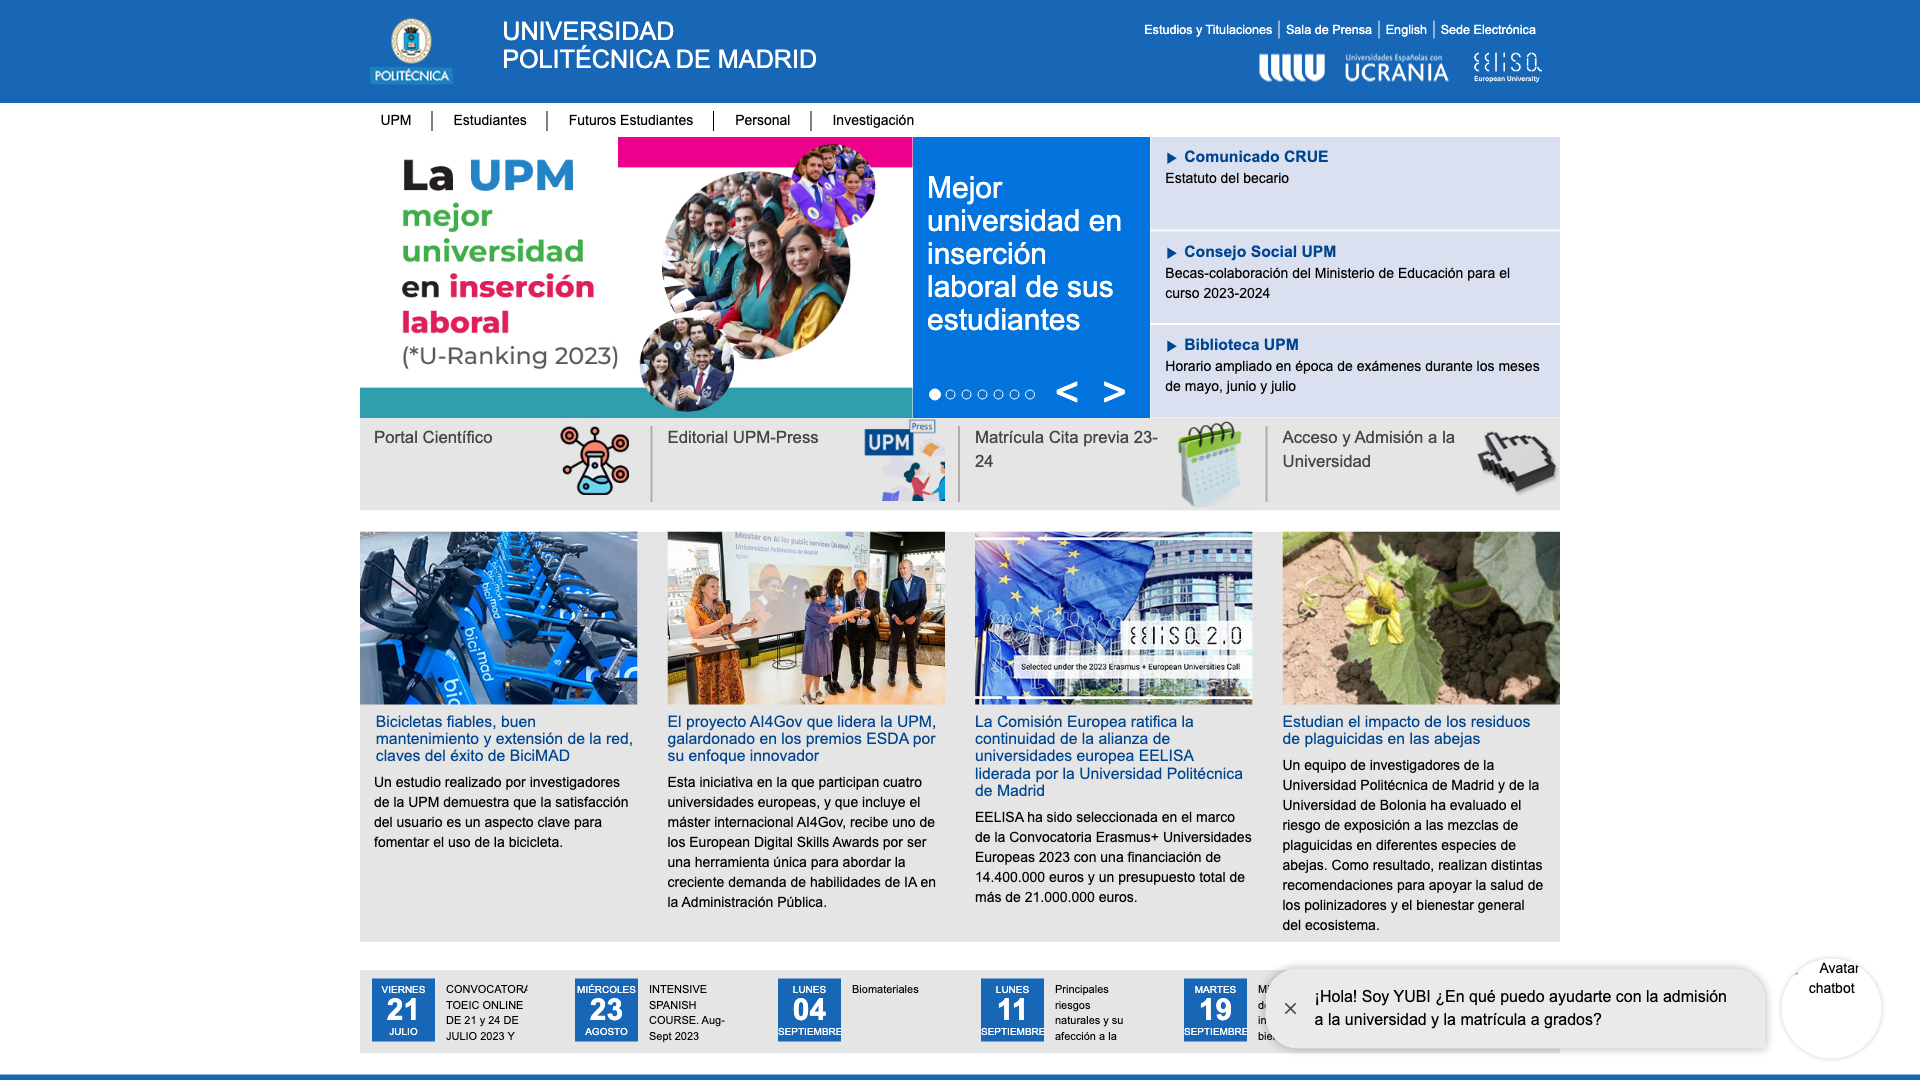 POLITÉCNICA
UNIVERSIDAD
POLITÉCNICA DE MADRID
Estudios y Titulaciones
Sala de Prensa
English
Sede Electrónica
Universidades Españolas con
UCRANIA
EELISA
European University
UPM
Estudiantes
Futuros Estudiantes
Personal
Investigación
La UPM
mejor
universidad
en inserción
laboral
(*U-Ranking 2023)
Mejor
universidad en
inserción
laboral de sus
estudiantes
< >
Comunicado CRUE
Estatuto del becario
Consejo Social UPM
Becas-colaboración del Ministerio de Educación para el
curso 2023-2024
Biblioteca UPM
Horario ampliado en época de exámenes durante los meses
de mayo, junio y julio
Portal Científico
Editorial UPM-Press
Press
UPM
Matrícula Cita previa 23-
24
Acceso y Admisión a la
Universidad
bicimad
bicimad
Master on AI for public services (AI4Gov)
Universidad Politécnica de Madrid
Spain
EELISA 2.0
Selected under the 2023 Erasmus + European Universities Call
Bicicletas fiables, buen
mantenimiento y extensión de la red,
claves del éxito de BiciMAD
Un estudio realizado por investigadores
de la UPM demuestra que la satisfacción
del usuario es un aspecto clave para
fomentar el uso de la bicicleta.
El proyecto AI4Gov que lidera la UPM,
galardonado en los premios ESDA por
su enfoque innovador
Esta iniciativa en la que participan cuatro
universidades europeas, y que incluye el
máster internacional AI4Gov, recibe uno de
los European Digital Skills Awards por ser
una herramienta única para abordar la
creciente demanda de habilidades de IA en
la Administración Pública.
La Comisión Europea ratifica la
continuidad de la alianza de
universidades europea EELISA
liderada por la Universidad Politécnica
de Madrid
EELISA ha sido seleccionada en el marco
de la Convocatoria Erasmus+ Universidades
Europeas 2023 con una financiación de
14.400.000 euros y un presupuesto total de
más de 21.000.000 euros.
Estudian el impacto de los residuos
de plaguicidas en las abejas
Un equipo de investigadores de la
Universidad Politécnica de Madrid y de la
Universidad de Bolonia ha evaluado el
riesgo de exposición a las mezclas de
plaguicidas en diferentes especies de
abejas. Como resultado, realizan distintas
recomendaciones para apoyar la salud de
los polinizadores y el bienestar general
del ecosistema.
VIERNES
21
JULIO
CONVOCATORA
TOEIC ONLINE
DE 21 y 24 DE
JULIO 2023 Y
MIÉRCOLES
23
AGOSTO
INTENSIVE
SPANISH
COURSE. Aug-
Sept 2023
LUNES
04
SEPTIEMBRE
Biomateriales
LUNES
11
SEPTIEMBRE
Principales
riesgos
naturales y su
afección a la
MARTES
19
SEPTIEMBRE
¡Hola! Soy YUBI ¿En qué puedo ayudarte con la admisión
a la universidad y la matrícula a grados?
Avatar
chatbot